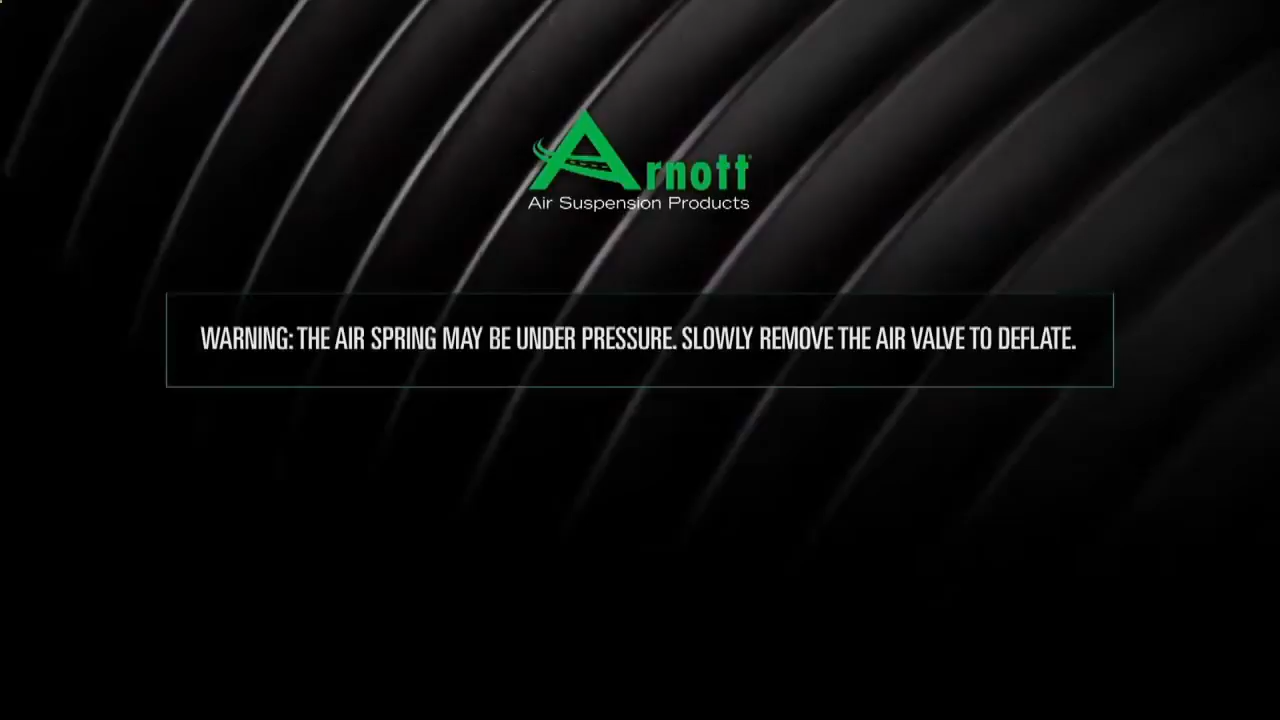 Arnott®
Air Suspension Products
WARNING: THE AIR SPRING MAY BE UNDER PRESSURE. SLOWLY REMOVE THE AIR VALVE TO DEFLATE.